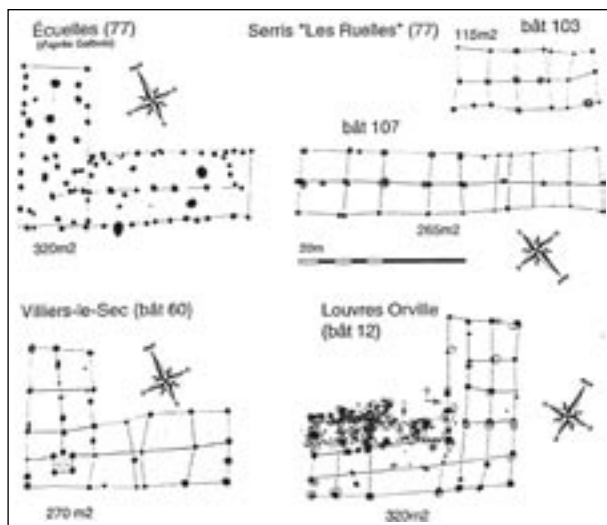 Écuelles (77)
(d'après Galbois)
320m2
Serris "Les Ruelles" (77)
115m2
bât 103
bât 107
265m2
20m
Villiers-le-Sec (bât 60)
270 m2
Louvres Orville
(bât 12)
320m2